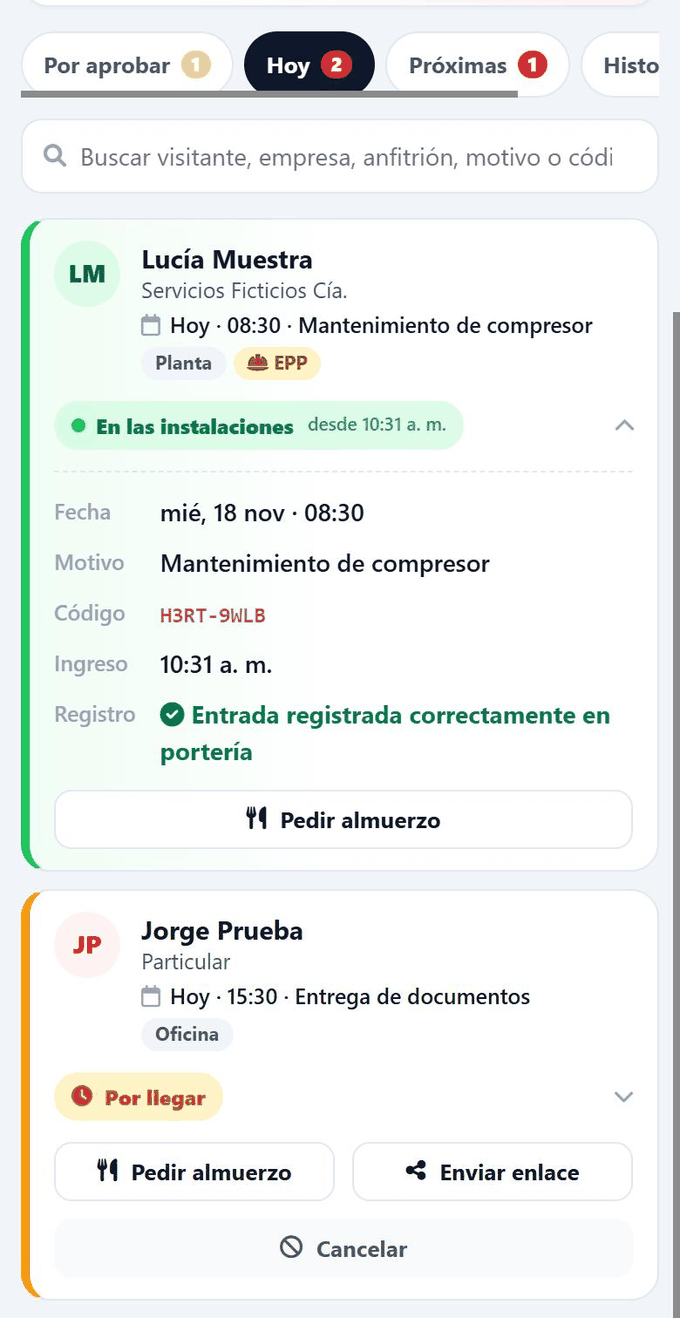 Por aprobar 1 Hoy 2 Próximas 1 Histo
Buscar visitante, empresa, anfitrión, motivo o códi
LM Lucía Muestra
Servicios Ficticios Cía.
Hoy · 08:30 · Mantenimiento de compresor
Planta EPP
En las instalaciones desde 10:31 a. m.
Fecha mié, 18 nov · 08:30
Motivo Mantenimiento de compresor
Código H3RT-9WLB
Ingreso 10:31 a. m.
Registro Entrada registrada correctamente en
portería
Pedir almuerzo
JP Jorge Prueba
Particular
Hoy · 15:30 · Entrega de documentos
Oficina
Por llegar
Pedir almuerzo Enviar enlace
Cancelar